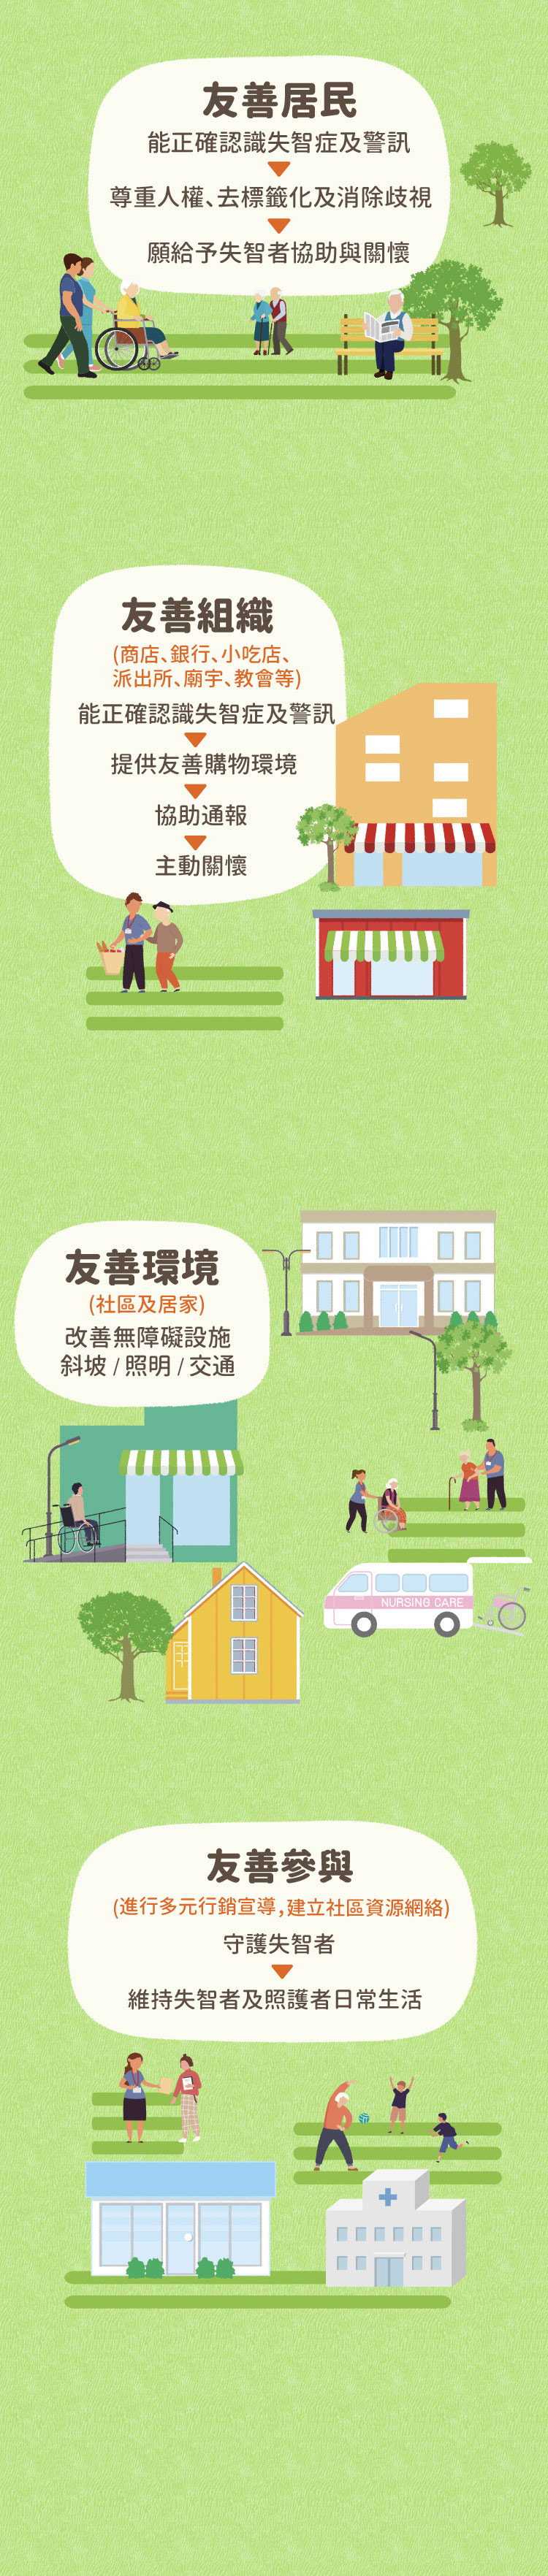 友善居民
能正確認識失智症及警訊
尊重人權、去標籤化及消除歧視
願給予失智者協助與關懷
友善組織
(商店、銀行、小吃店、
派出所、廟宇、教會等)
能正確認識失智症及警訊
提供友善購物環境
協助通報
主動關懷
友善環境
(社區及居家)
改善無障礙設施
斜坡 / 照明 / 交通
NURSING CARE
友善參與
(進行多元行銷宣導，建立社區資源網絡)
守護失智者
維持失智者及照護者日常生活